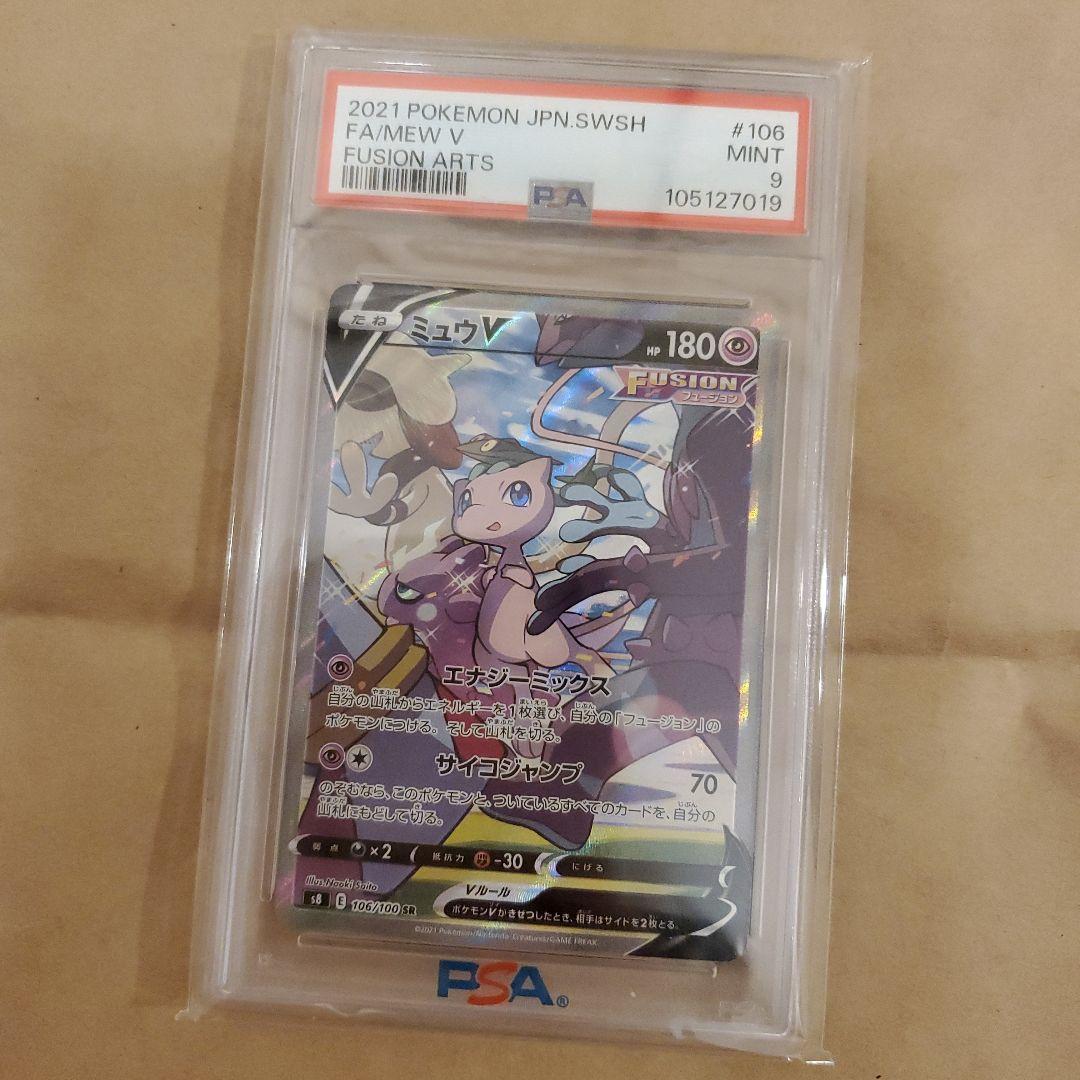 2021 POKEMON JPN.SWSH #106
FA/MEW V MINT
FUSION ARTS 9
PSA 105127019
たね ミュウV HP 180
FUSION
フュージョン
エナジーミックス
自分の山札からエネルギーを1枚選び、自分の「フュージョン」の
ポケモンにつける。そして山札を切る。
サイコジャンプ 70
のぞむなら、このポケモンと、ついているすべてのカードを、自分の
山札にもどして切る。
弱点 ×2 抵抗力 -30 にげる
Illus. Naoki Saito
Vルール
s8 E 106/100 SR ポケモンVがきぜつしたとき、相手はサイドを2枚とる。
©2021 Pokémon/Nintendo/Creatures/GAME FREAK
PSA®